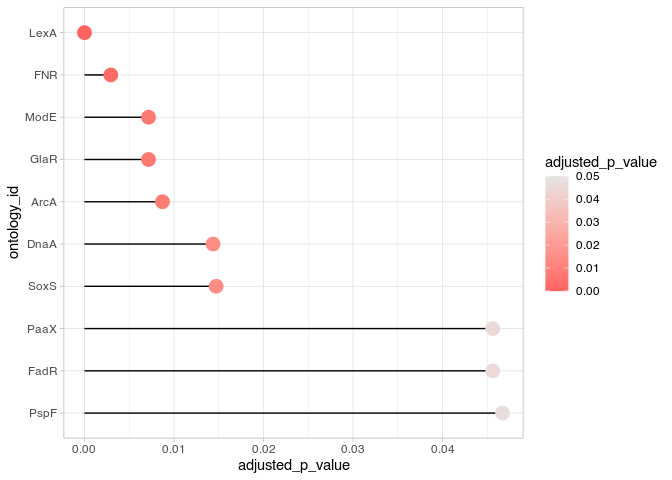 LexA
FNR
ModE
GlaR
ArcA
DnaA
SoxS
PaaX
FadR
PspF
ontology_id
0.00 0.01 0.02 0.03 0.04
adjusted_p_value
adjusted_p_value
0.05
0.04
0.03
0.02
0.01
0.00